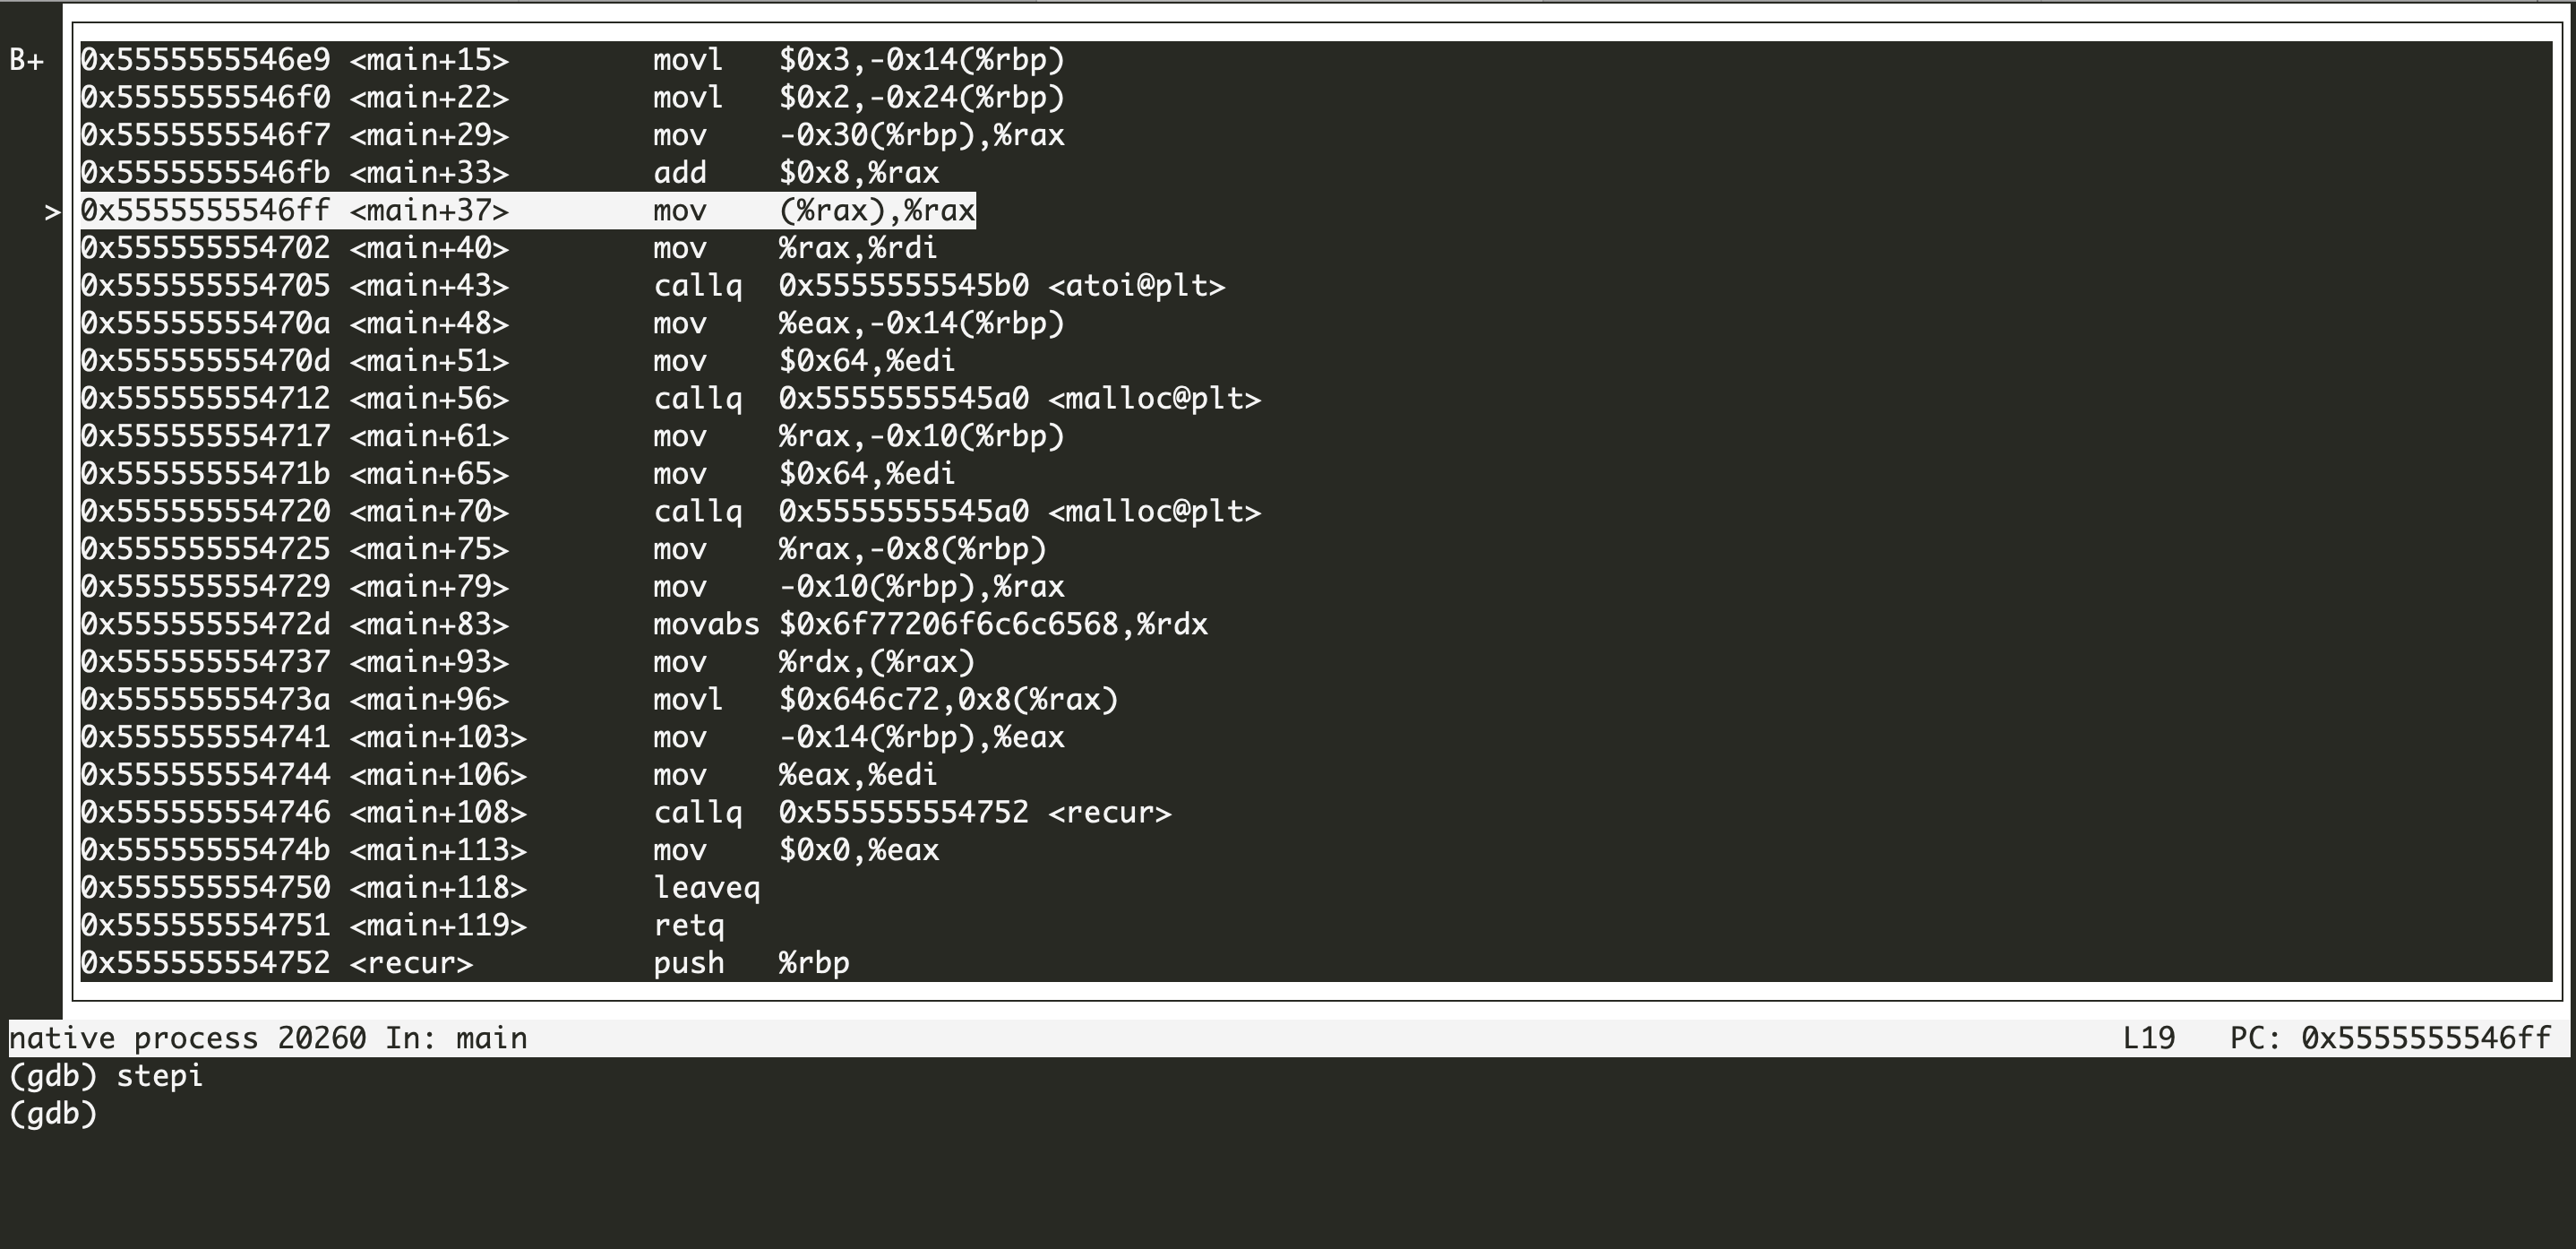 B+ 0x5555555546e9 <main+15> movl $0x3,-0x14(%rbp)
0x5555555546f0 <main+22> movl $0x2,-0x24(%rbp)
0x5555555546f7 <main+29> mov -0x30(%rbp),%rax
0x5555555546fb <main+33> add $0x8,%rax
> 0x5555555546ff <main+37> mov (%rax),%rax
0x555555554702 <main+40> mov %rax,%rdi
0x555555554705 <main+43> callq 0x5555555545b0 <atoi@plt>
0x55555555470a <main+48> mov %eax,-0x14(%rbp)
0x55555555470d <main+51> mov $0x64,%edi
0x555555554712 <main+56> callq 0x5555555545a0 <malloc@plt>
0x555555554717 <main+61> mov %rax,-0x10(%rbp)
0x55555555471b <main+65> mov $0x64,%edi
0x555555554720 <main+70> callq 0x5555555545a0 <malloc@plt>
0x555555554725 <main+75> mov %rax,-0x8(%rbp)
0x555555554729 <main+79> mov -0x10(%rbp),%rax
0x55555555472d <main+83> movabs $0x6f77206f6c6c6568,%rdx
0x555555554737 <main+93> mov %rdx,(%rax)
0x55555555473a <main+96> movl $0x646c72,0x8(%rax)
0x555555554741 <main+103> mov -0x14(%rbp),%eax
0x555555554744 <main+106> mov %eax,%edi
0x555555554746 <main+108> callq 0x555555554752 <recur>
0x55555555474b <main+113> mov $0x0,%eax
0x555555554750 <main+118> leaveq
0x555555554751 <main+119> retq
0x555555554752 <recur> push %rbp
native process 20260 In: main L19 PC: 0x5555555546ff
(gdb) stepi
(gdb)